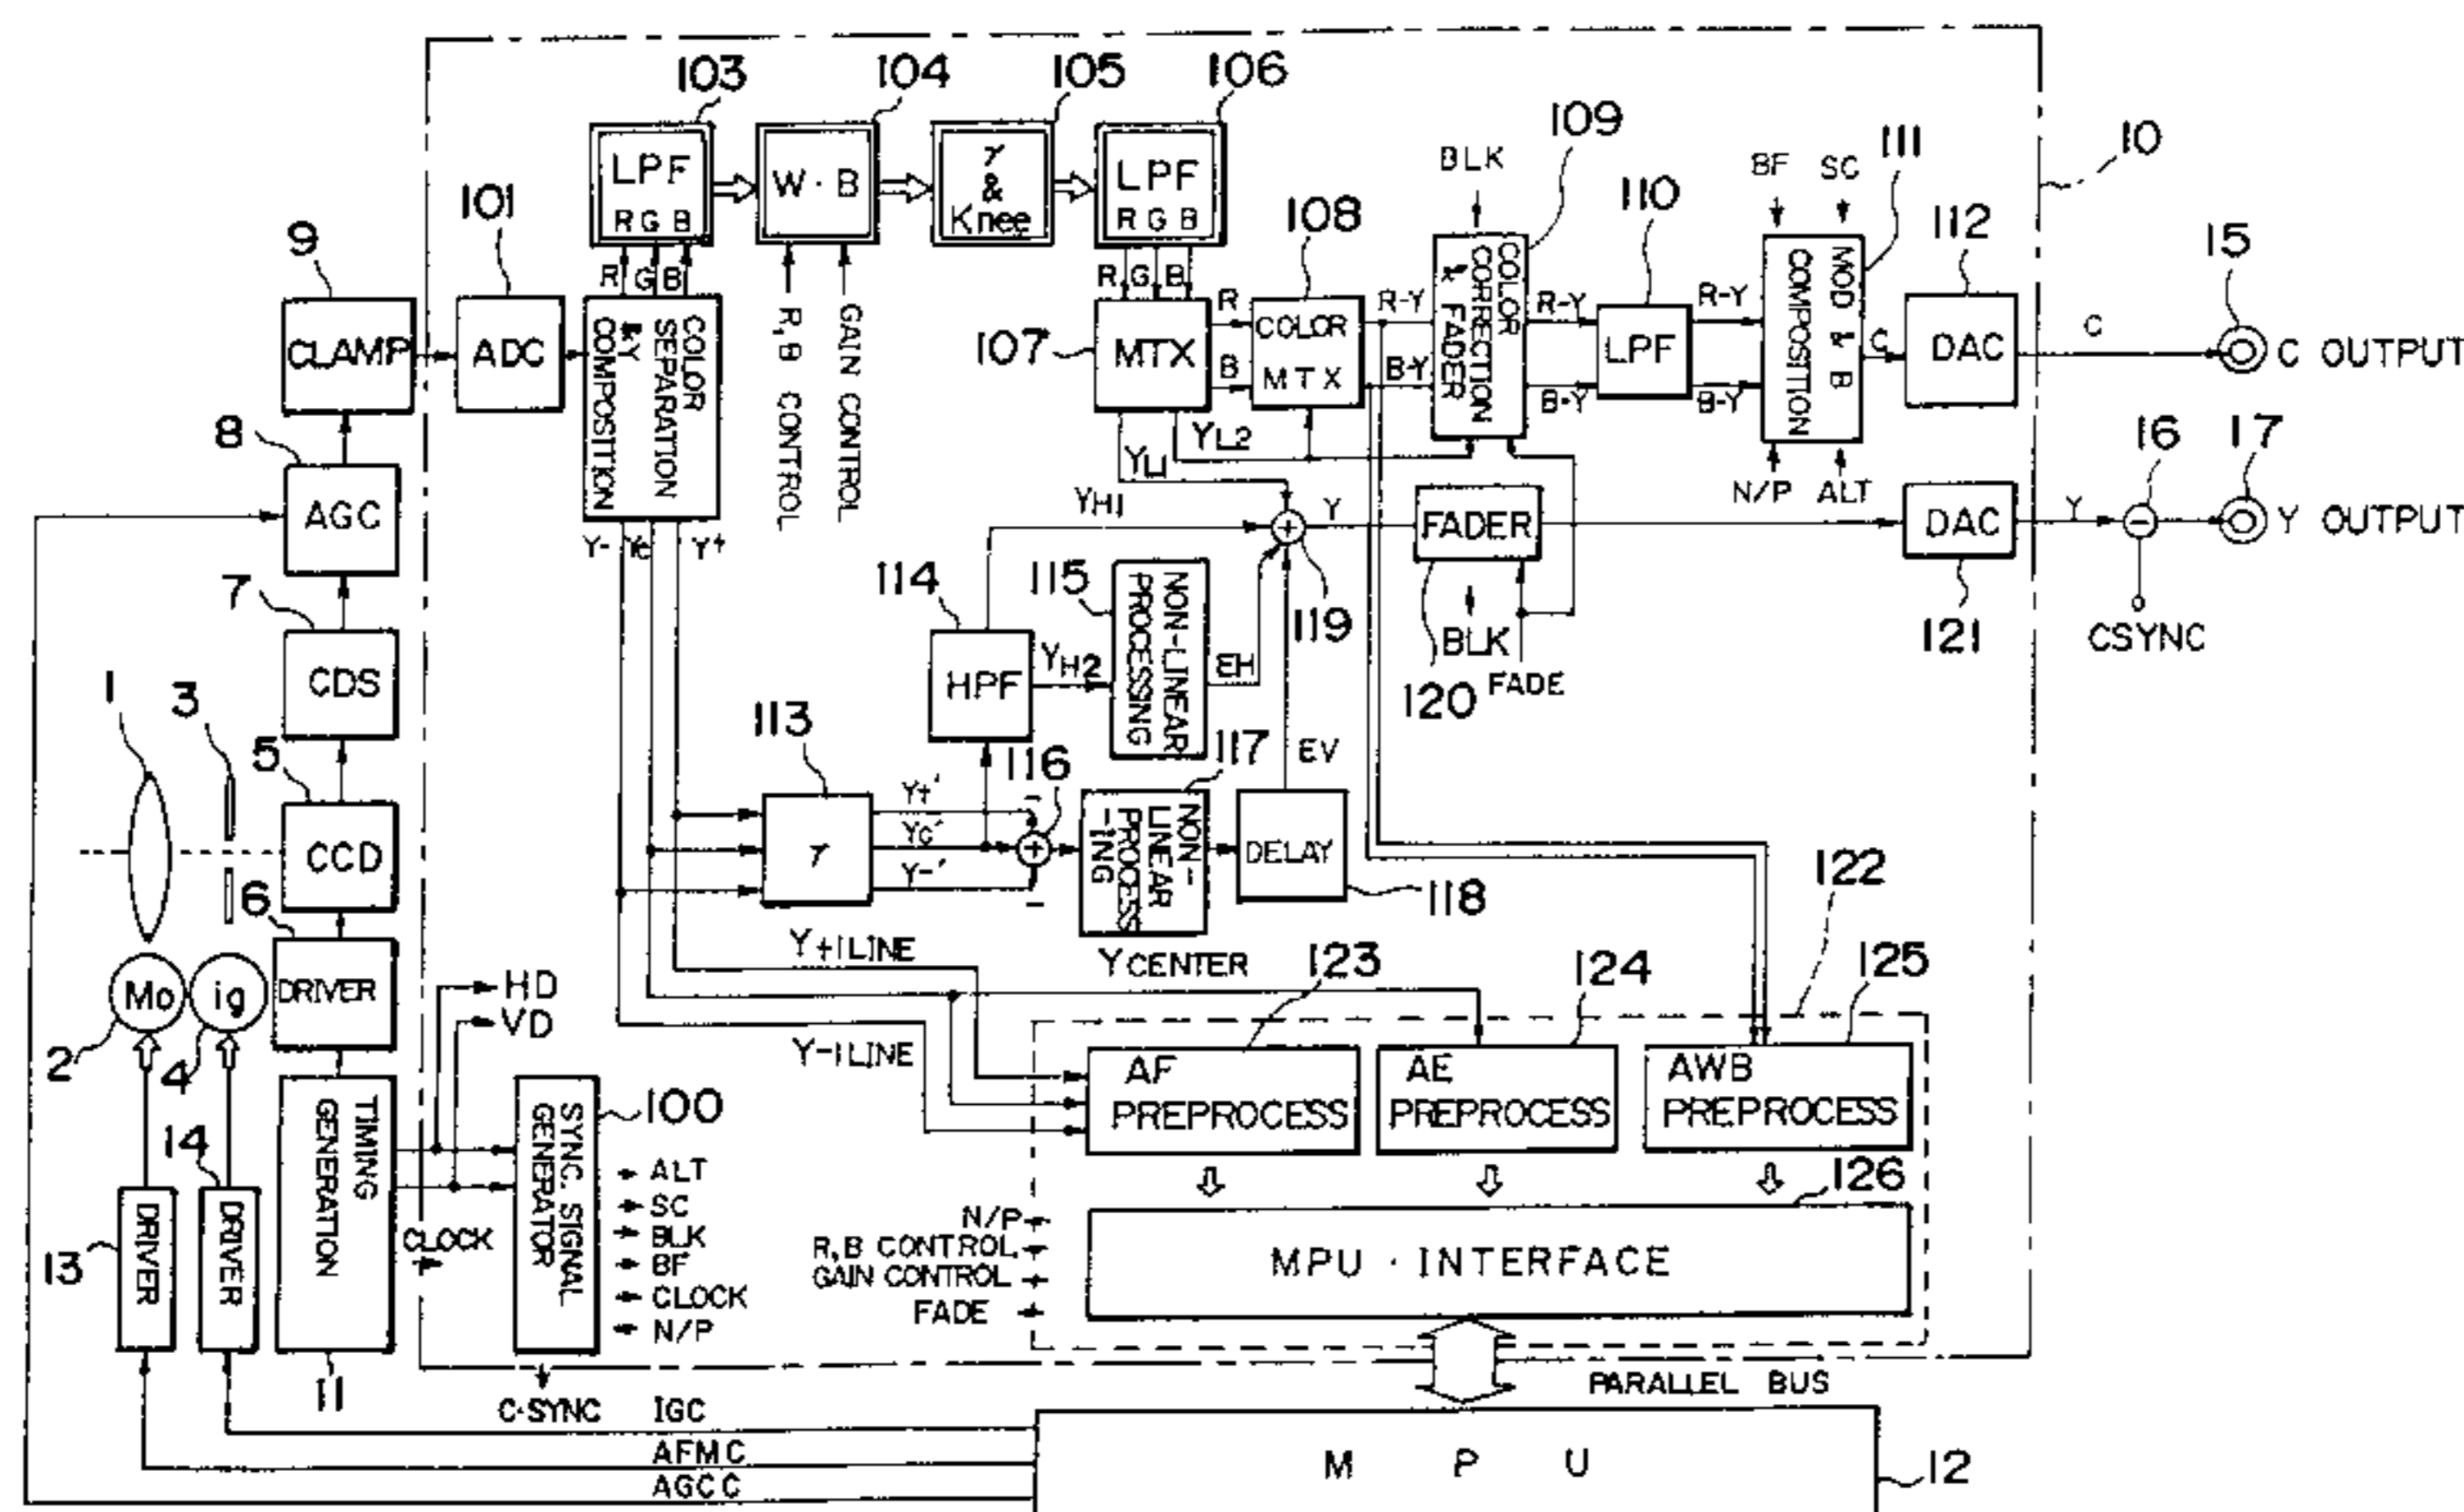 103
104
105
106
109
BLK
BF
SC
111
10
LPF
R G B
W · B
γ
&
Knee
LPF
R G B
101
108
110
112
15
9
R G B
R, B CONTROL
GAIN CONTROL
R G B
CLAMP
ADC
COLOR
SEPARATION
&Y
COMPOSITION
107
MTX
R
B
COLOR
MTX
R-Y
B-Y
COLOR
CORRECTION
&
FADER
R-Y
B-Y
LPF
R-Y
B-Y
MOD & B
COMPOSITION
C
DAC
C
C OUTPUT
8
YL1
YL2
N/P
ALT
16
17
AGC
Y- Yc Y+
YH1
Y
FADER
DAC
Y
Y OUTPUT
7
114
115
NON-LINEAR
PROCESSING
119
BLK
121
CSYNC
CDS
HPF
YH2
EH
120
FADE
1
3
5
113
116
117
EV
CCD
γ
Y+'
Yc'
Y-'
-
-
NON-
LINEAR
PROCESS
-ING
DELAY
118
122
6
Y+1LINE
YCENTER
123
124
125
Mo
ig
DRIVER
HD
VD
2
4
Y-1LINE
AF
PREPROCESS
AE
PREPROCESS
AWB
PREPROCESS
TIMING
GENERATION
SYNC. SIGNAL
GENERATOR
100
14
ALT
SC
BLK
BF
CLOCK
N/P
126
13
DRIVER
DRIVER
CLOCK
N/P
R, B CONTROL
GAIN CONTROL
FADE
MPU · INTERFACE
11
C·SYNC
IGC
PARALLEL BUS
AFMC
AGCC
M P U
12